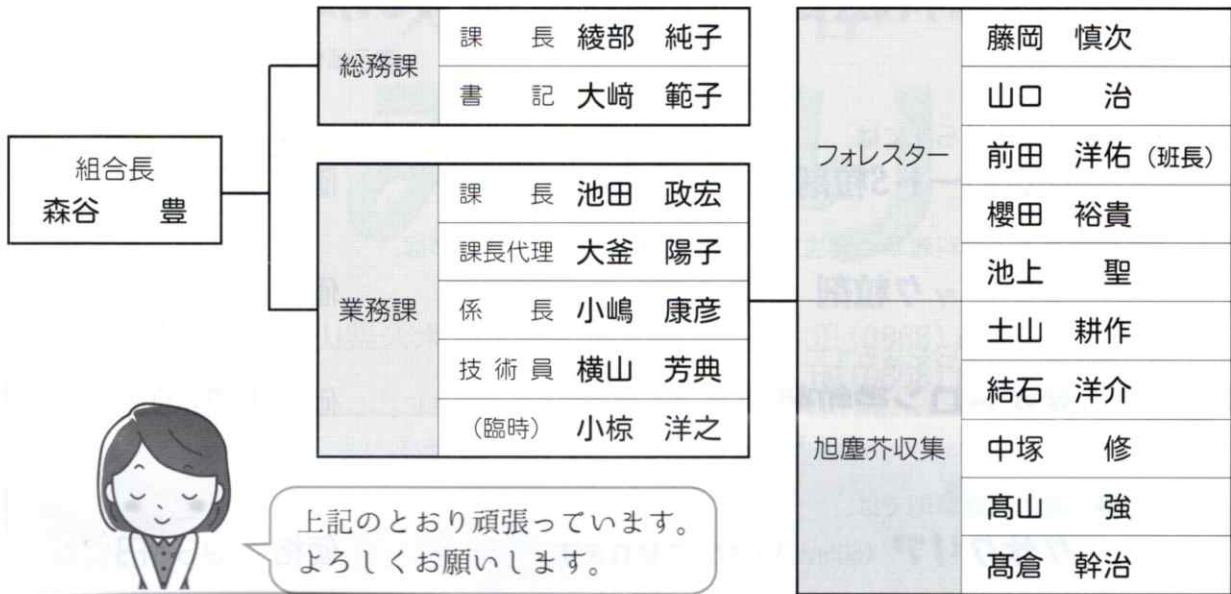 組合長
森谷　　豊
総務課
課　　長　綾部　純子
書　　記　大﨑　範子
業務課
課　　長　池田　政宏
課長代理　大釜　陽子
係　　長　小嶋　康彦
技 術 員　横山　芳典
（臨時）　小椋　洋之
フォレスター
藤岡　慎次
山口　　治
前田　洋佑（班長）
櫻田　裕貴
池上　　聖
旭塵芥収集
土山　耕作
結石　洋介
中塚　　修
髙山　　強
髙倉　幹治
上記のとおり頑張っています。
よろしくお願いします。